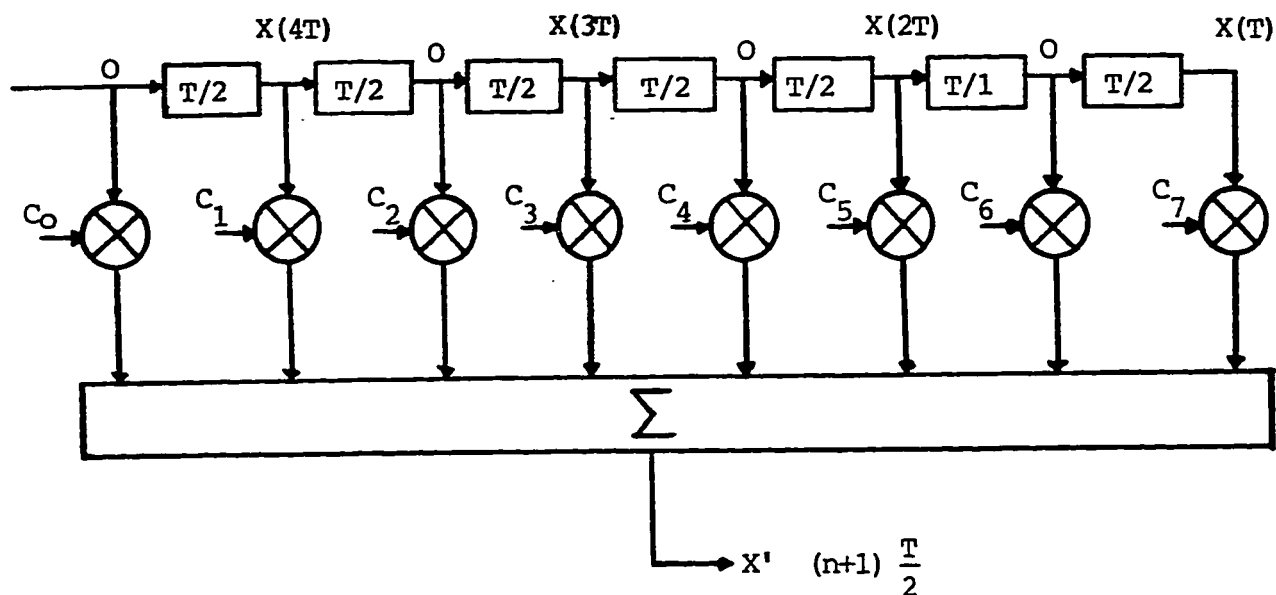 X(4T) X(3T) X(2T) X(T)
O O O O
T/2 T/2 T/2 T/2 T/2 T/1 T/2
Co C1 C2 C3 C4 C5 C6 C7
Σ
X' (n+1) T/2